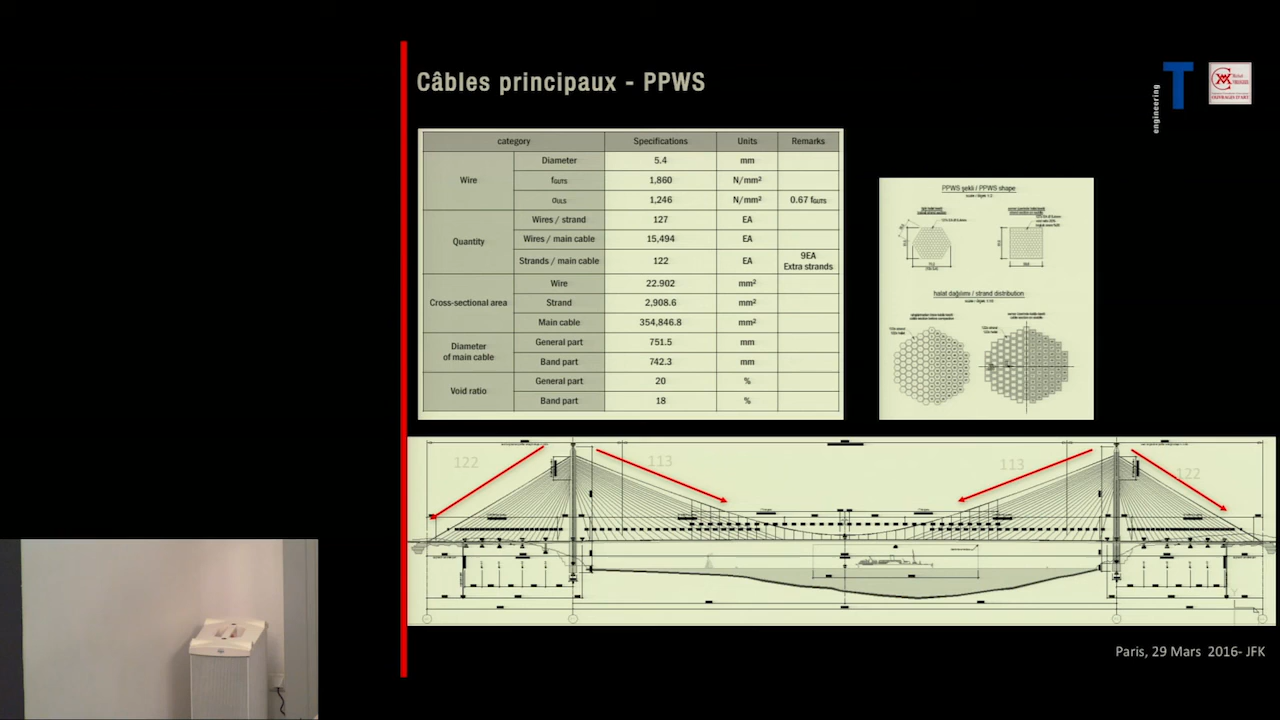 Câbles principaux - PPWS
engineering
T
category Specifications Units Remarks
Wire Diameter 5.4 mm
fGUTS 1,860 N/mm²
σULS 1,246 N/mm² 0.67 fGUTS
Quantity Wires / strand 127 EA
Wires / main cable 15,494 EA
Strands / main cable 122 EA 9EA Extra strands
Cross-sectional area Wire 22.902 mm²
Strand 2,908.6 mm²
Main cable 354,846.8 mm²
Diameter of main cable General part 751.5 mm
Band part 742.3 mm
Void ratio General part 20 %
Band part 18 %
PPWS şekli / PPWS shape
halat dağılımı / strand distribution
122 113 113 122
Paris, 29 Mars 2016- JFK